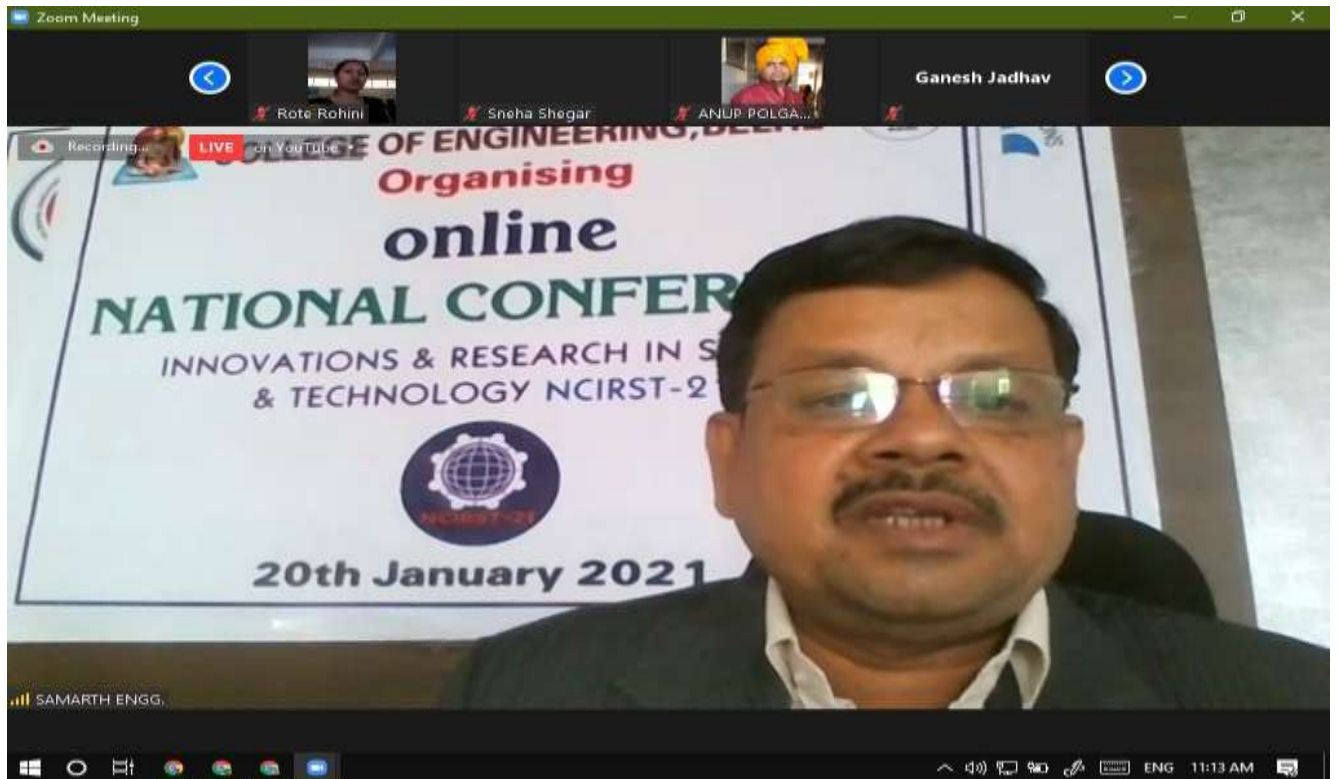 Zoom Meeting
Rote Rohini
Sneha Shegar
ANUP POLGA...
Ganesh Jadhav
Recording...
LIVE on YouTube
COLLEGE OF ENGINEERING,
Organising
online
NATIONAL CONFER
INNOVATIONS & RESEARCH IN S
& TECHNOLOGY NCIRST-2
NCIRST-21
20th January 2021
SAMARTH ENGG.
ENG 11:13 AM